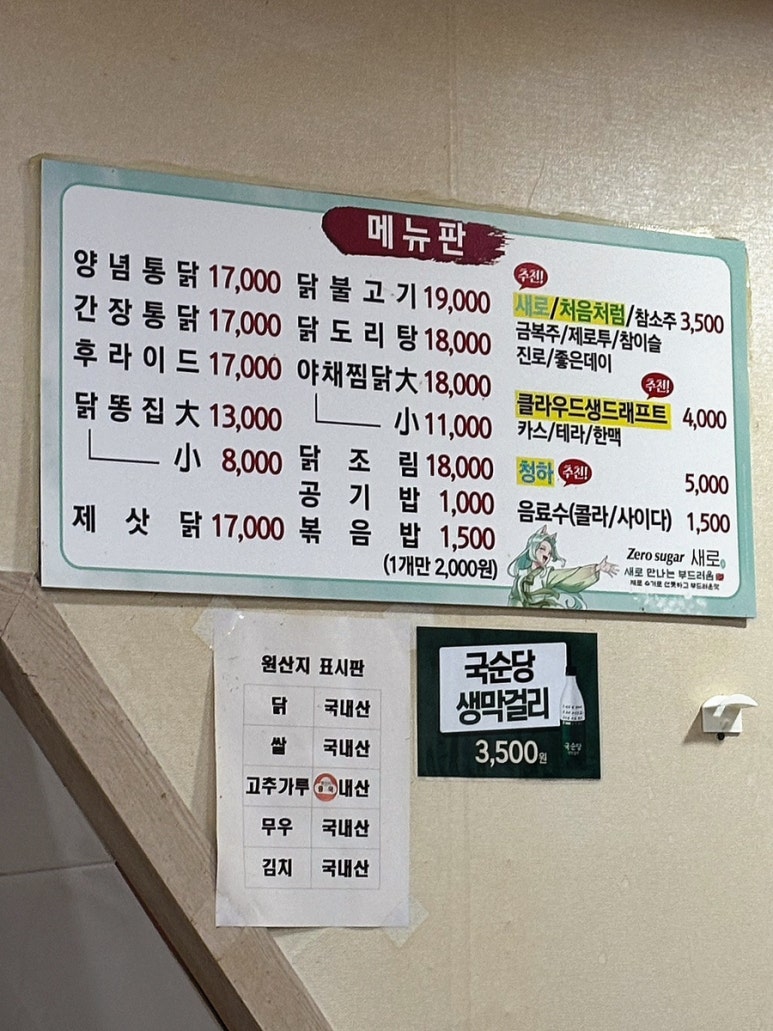 메뉴판
양념통닭 17,000
간장통닭 17,000
후라이드 17,000
닭똥집 大 13,000
小 8,000
제삿닭 17,000
닭불고기 19,000
닭도리탕 18,000
야채찜닭大 18,000
小 11,000
닭조림 18,000
공기밥 1,000
볶음밥 1,500
(1개만 2,000원)
추천!
새로/처음처럼/참소주 3,500
금복주/제로투/참이슬
진로/좋은데이
추천!
클라우드생드래프트 4,000
카스/테라/한맥
청하 추천! 5,000
음료수(콜라/사이다) 1,500
Zero sugar 새로
새로 만나는 부드러움
원산지 표시판
닭 국내산
쌀 국내산
고추가루 내산
무우 국내산
김치 국내산
국순당
생막걸리
3,500원
국순당